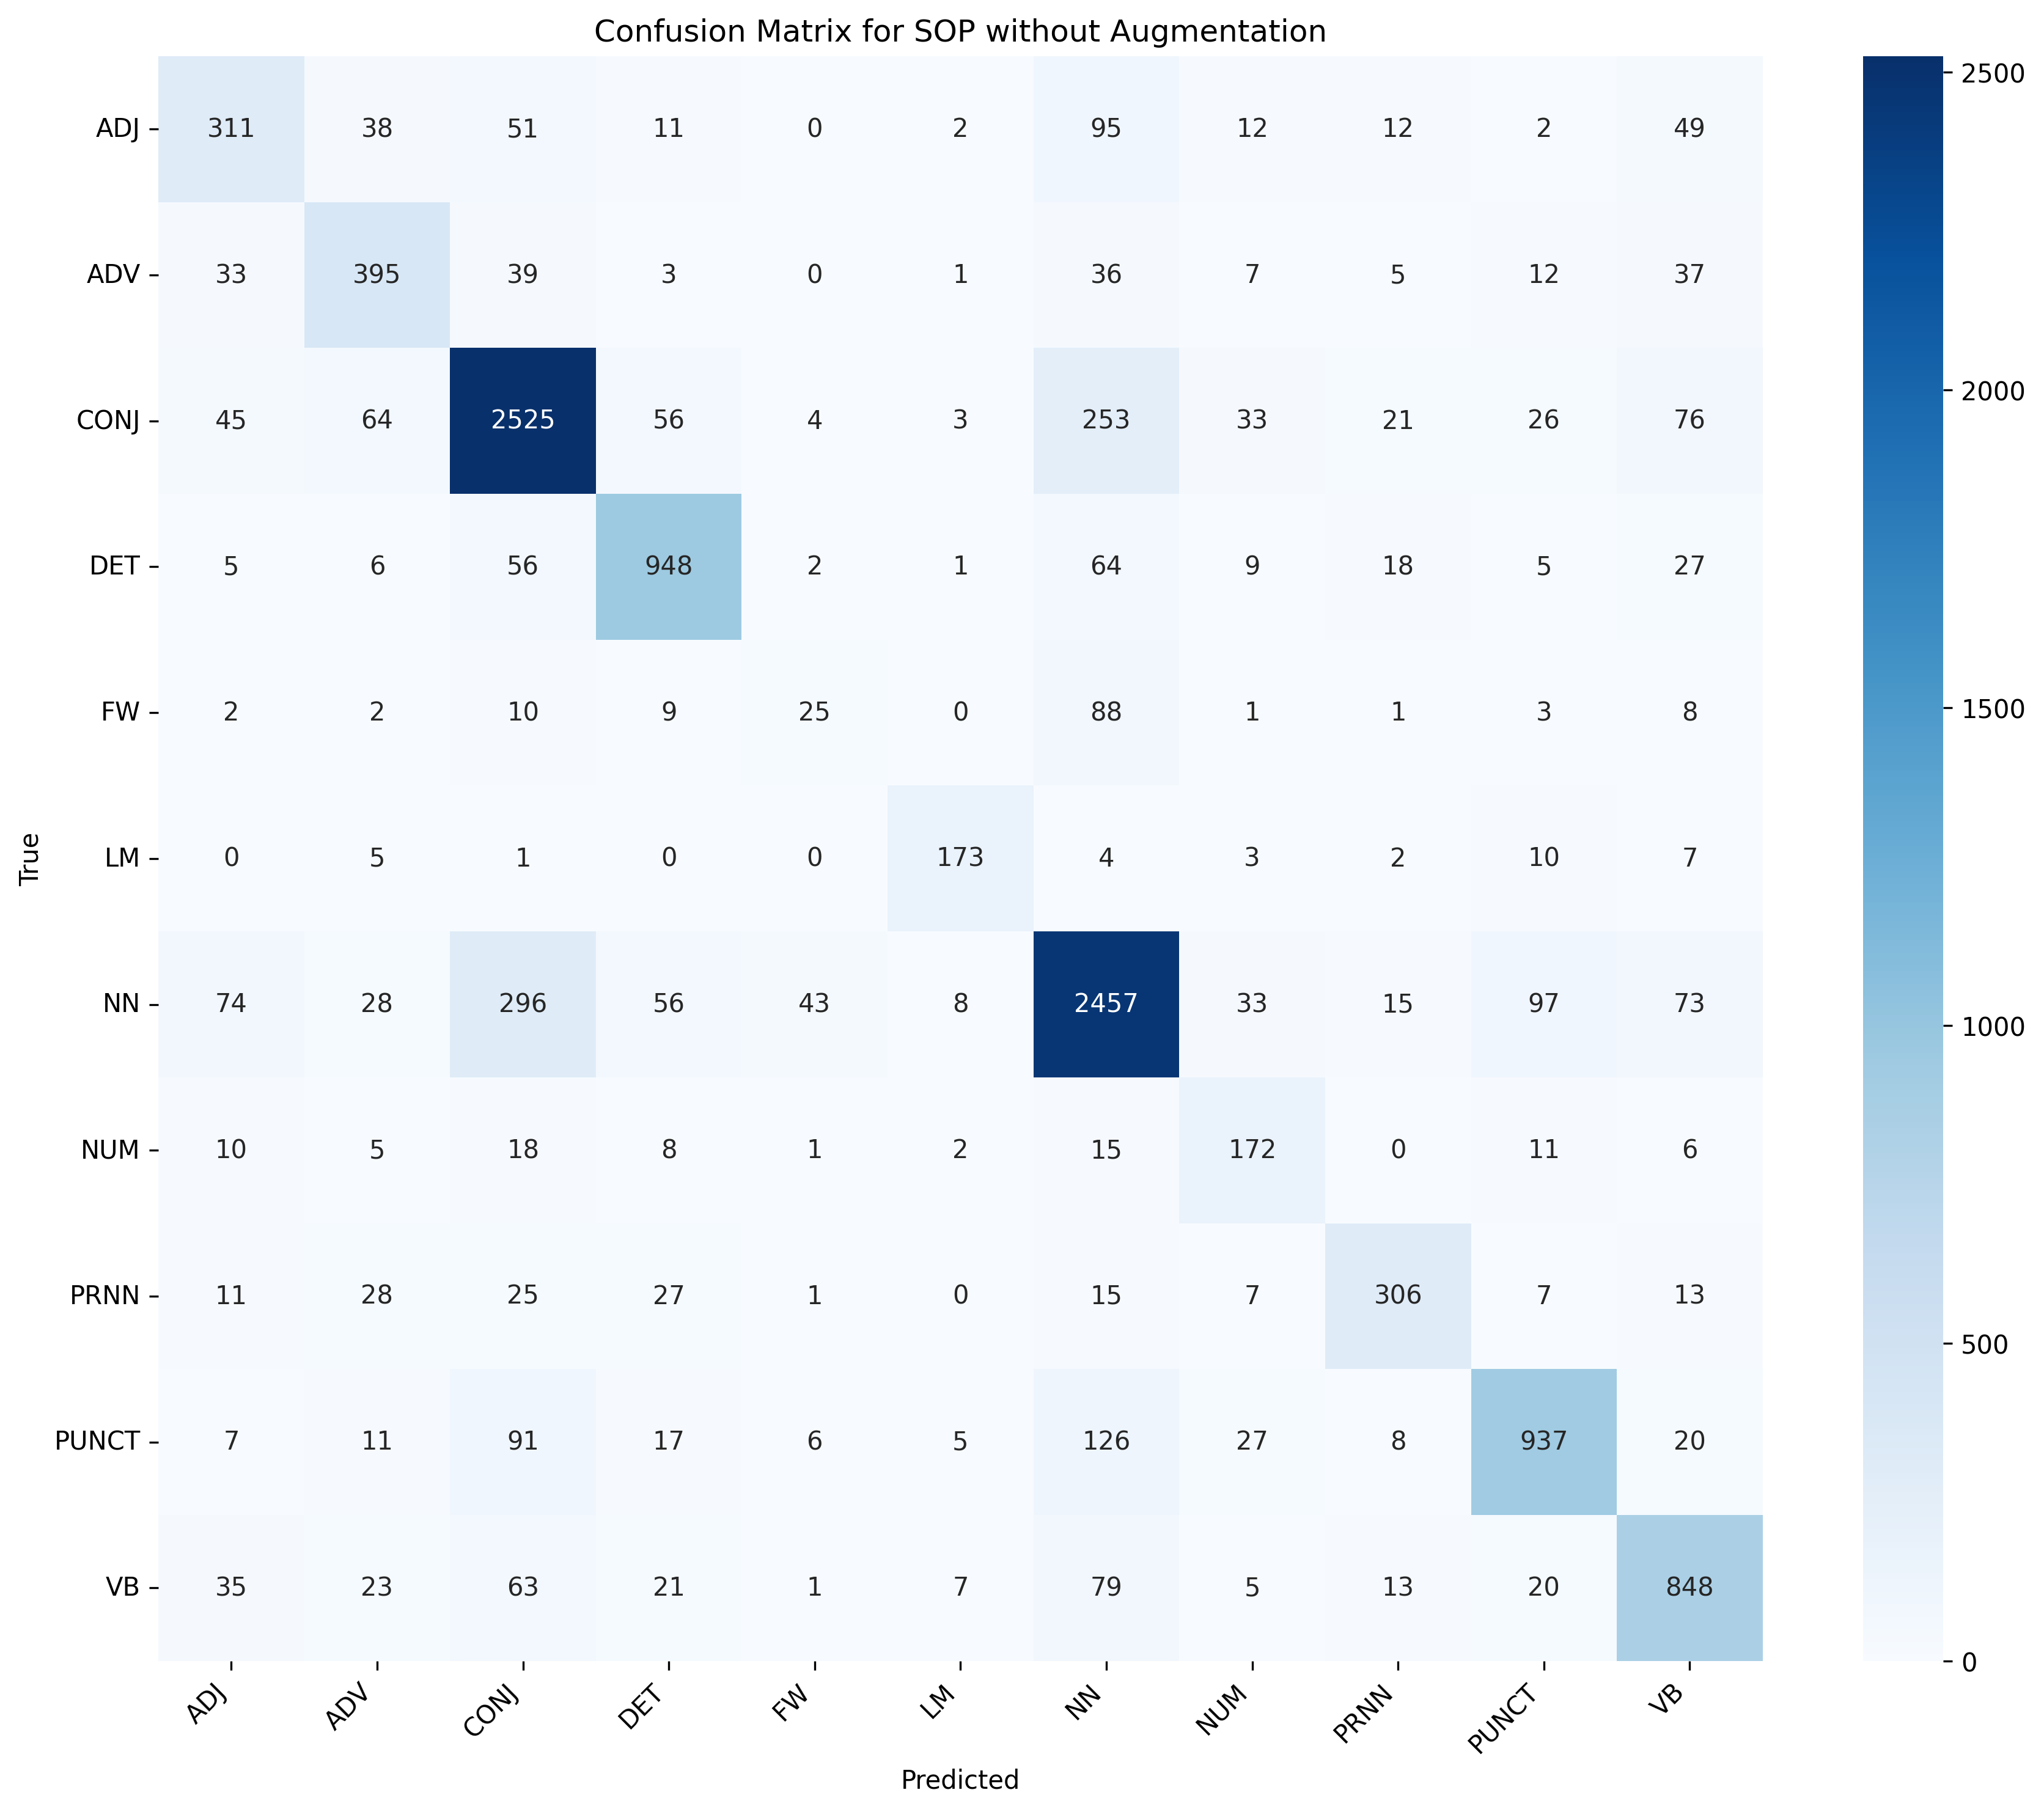 Confusion Matrix for SOP without Augmentation
ADJ 311 38 51 11 0 2 95 12 12 2 49
ADV 33 395 39 3 0 1 36 7 5 12 37
CONJ 45 64 2525 56 4 3 253 33 21 26 76
DET 5 6 56 948 2 1 64 9 18 5 27
FW 2 2 10 9 25 0 88 1 1 3 8
LM 0 5 1 0 0 173 4 3 2 10 7
NN 74 28 296 56 43 8 2457 33 15 97 73
NUM 10 5 18 8 1 2 15 172 0 11 6
PRNN 11 28 25 27 1 0 15 7 306 7 13
PUNCT 7 11 91 17 6 5 126 27 8 937 20
VB 35 23 63 21 1 7 79 5 13 20 848
ADJ ADV CONJ DET FW LM NN NUM PRNN PUNCT VB
Predicted
True
2500
2000
1500
1000
500
0